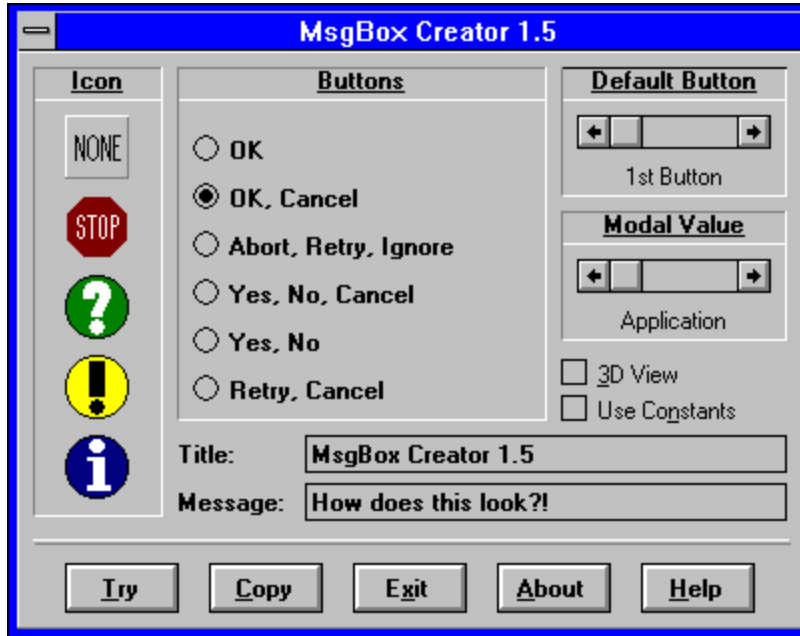 MsgBox Creator 1.5
Icon
NONE
STOP
?
!
i
Buttons
OK
OK, Cancel
Abort, Retry, Ignore
Yes, No, Cancel
Yes, No
Retry, Cancel
Default Button
1st Button
Modal Value
Application
3D View
Use Constants
Title: MsgBox Creator 1.5
Message: How does this look?!
Try Copy Exit About Help